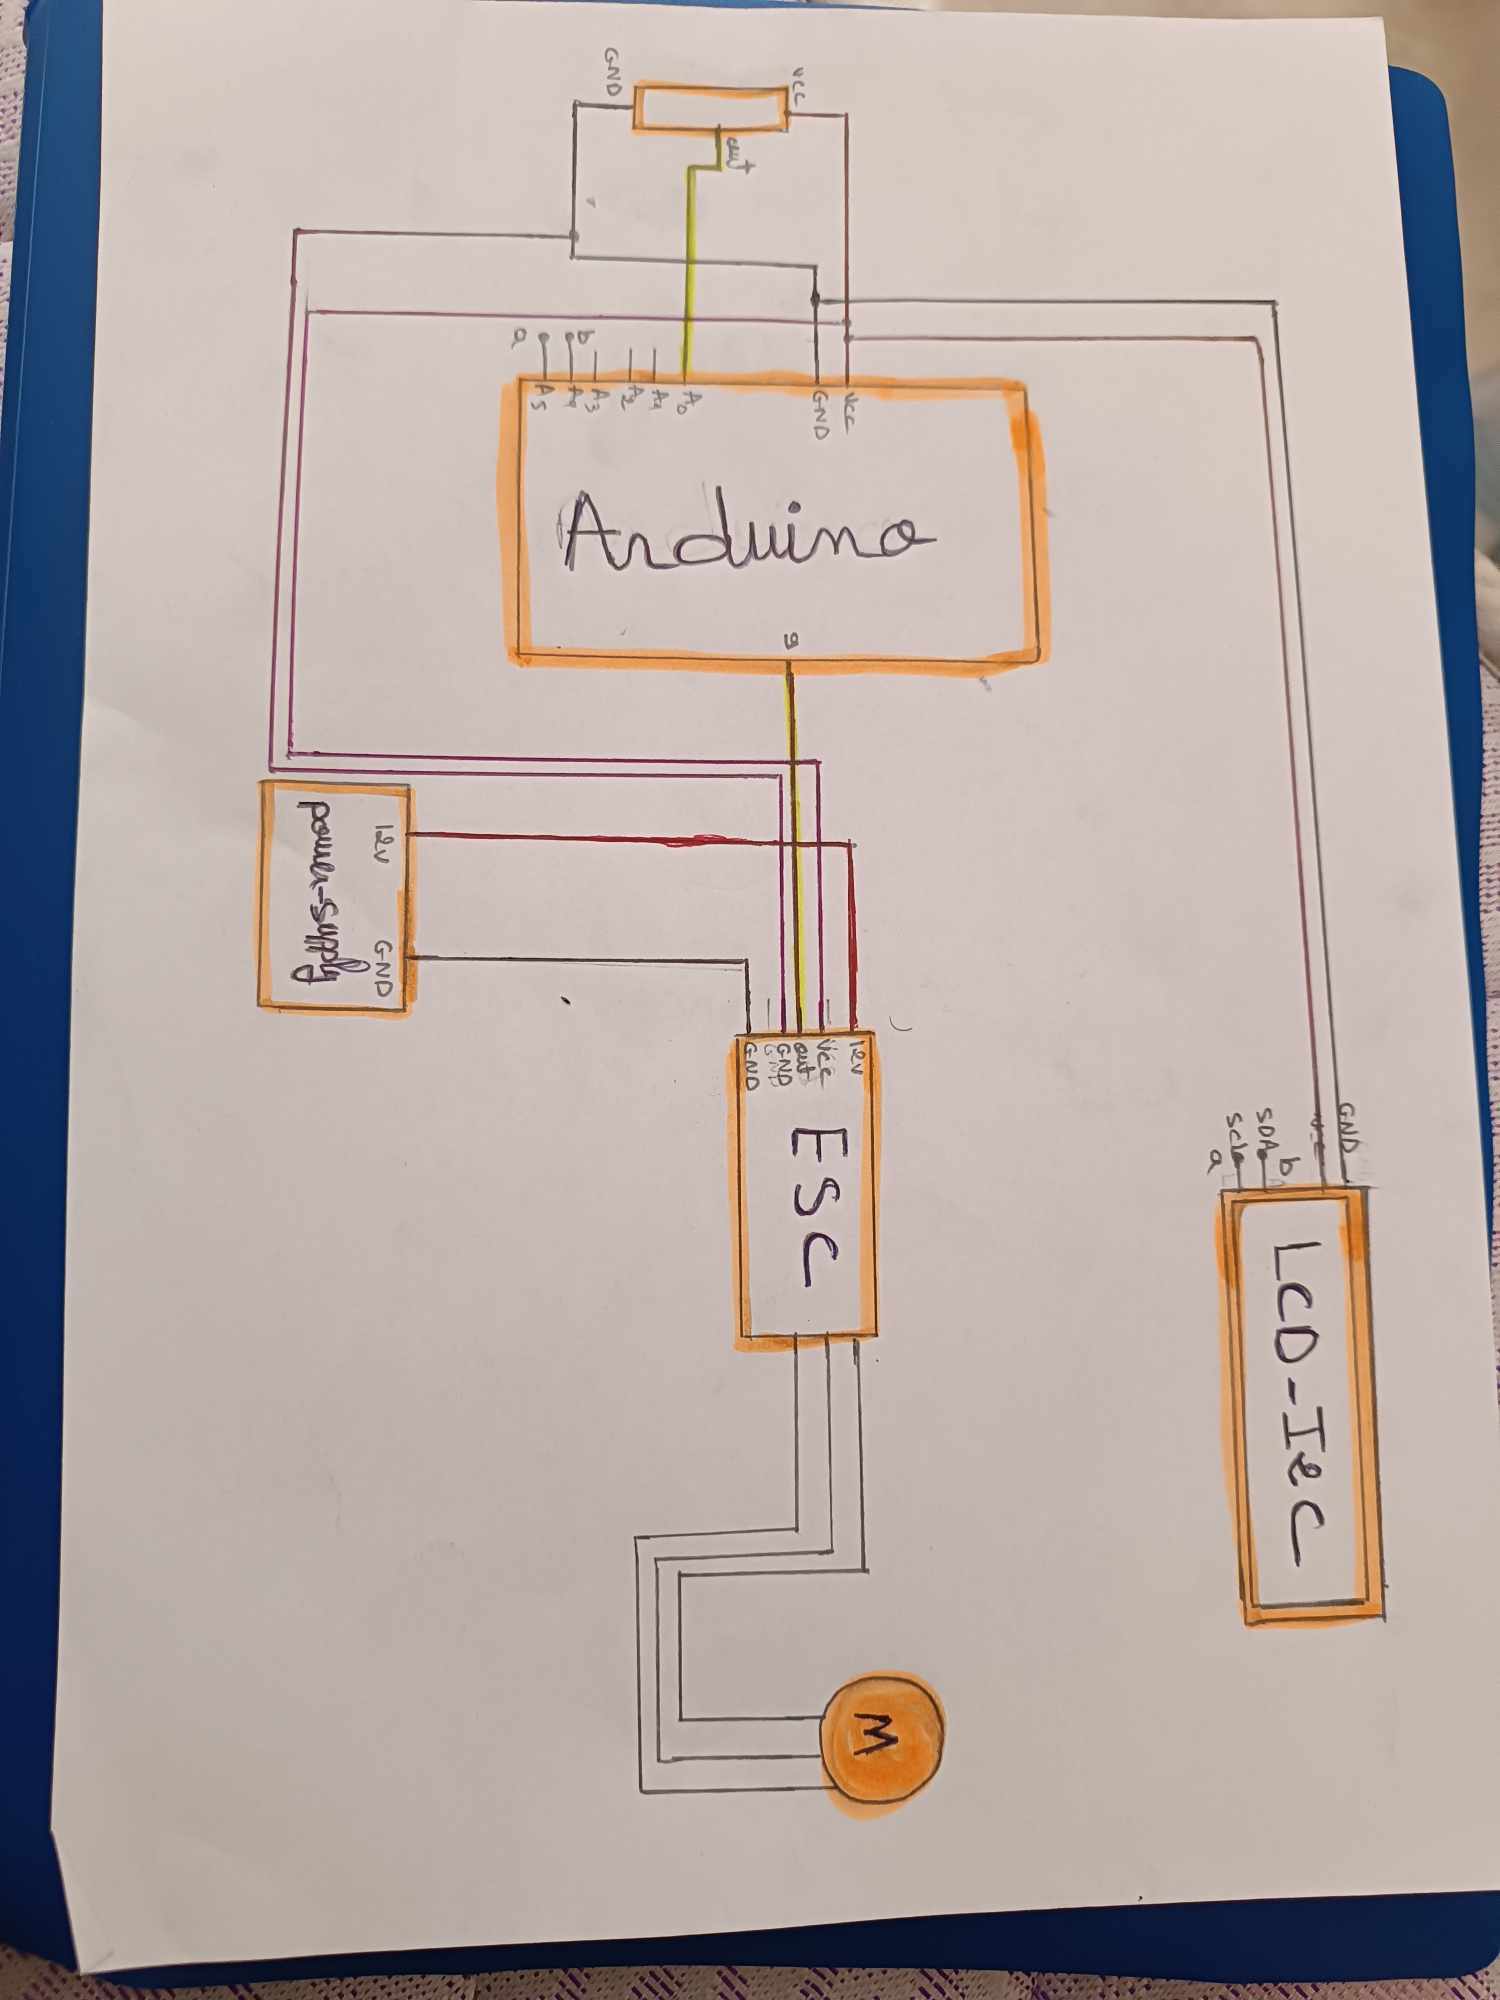 GND
vcc
out
a
b
A5
A4
A3
A2
A1
A0
GND
vcc
Arduino
9
power-supply
12v
GND
GND
GND
out
Vcc
12v
ESC
GND
vcc
SDA
b
SCL
a
LCD-I2C
M